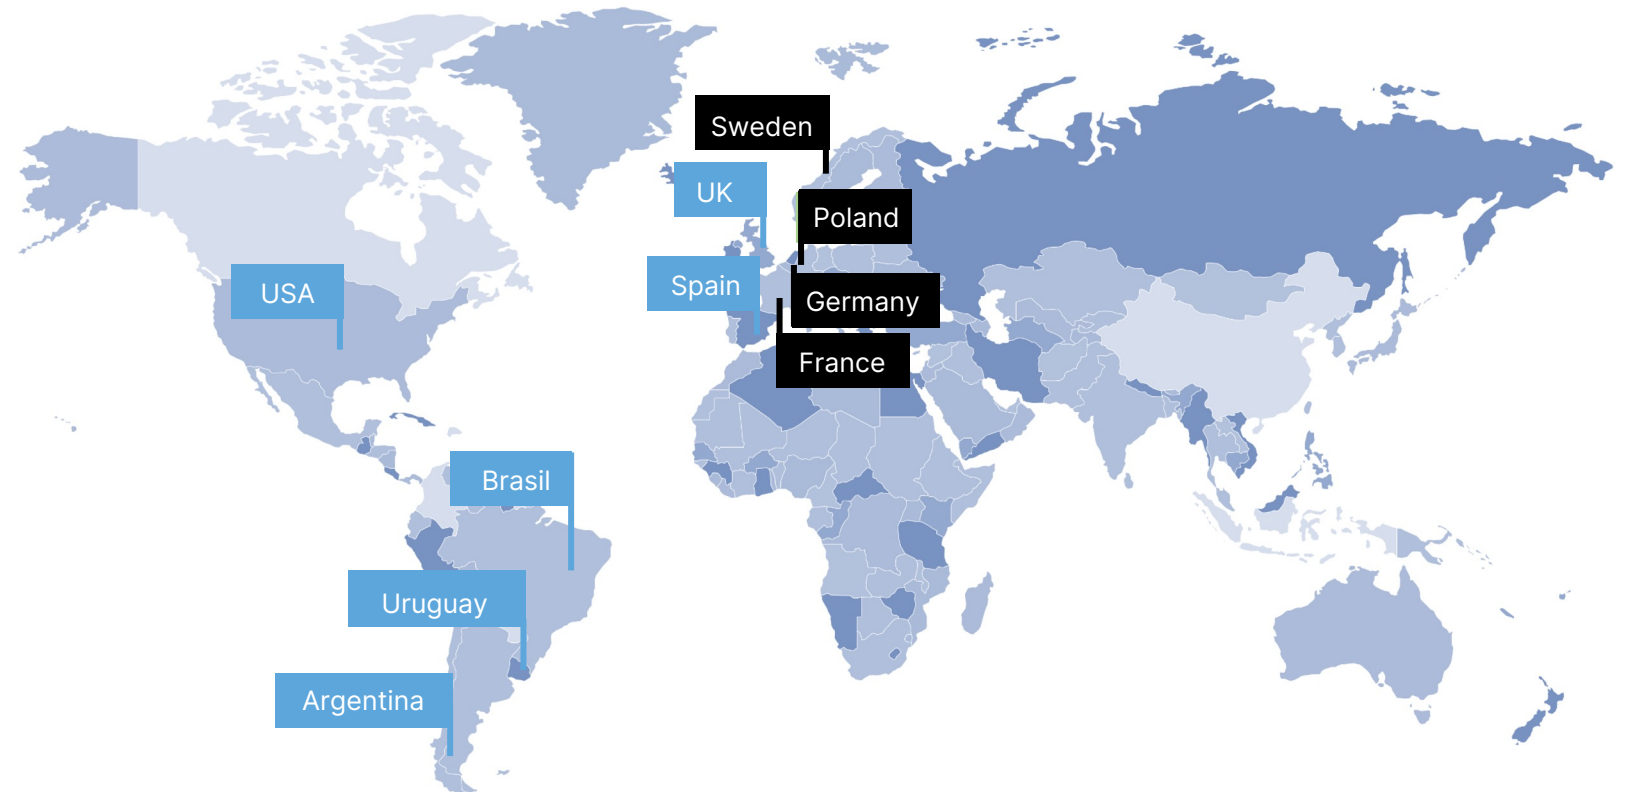 Sweden
UK
Poland
Spain
USA
Germany
France
Brasil
Uruguay
Argentina